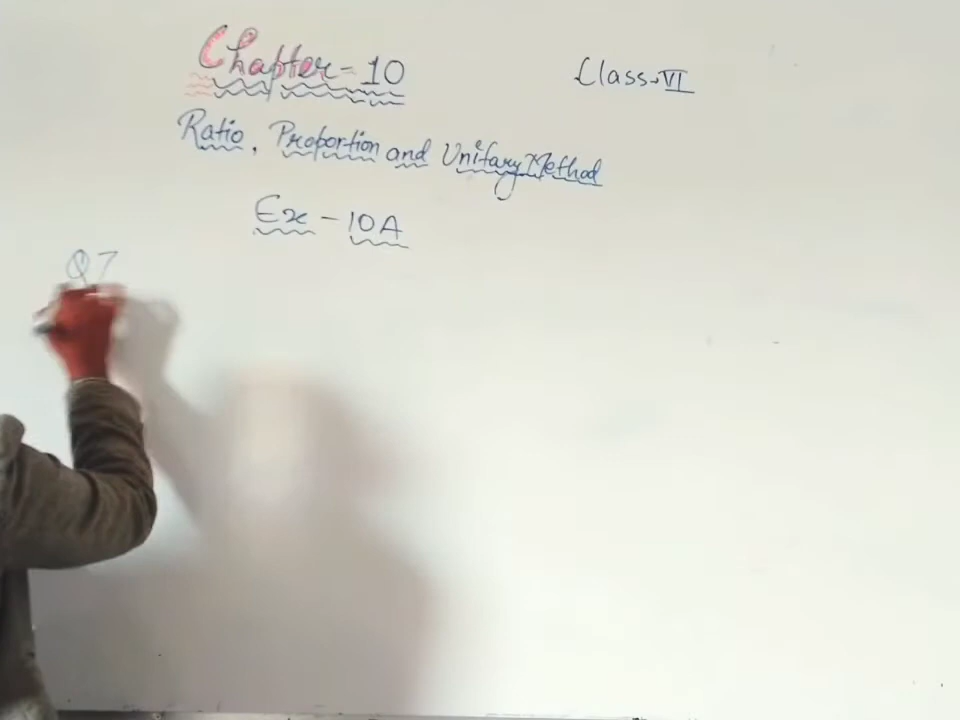 Chapter-10
Class-VI
Ratio, Proportion and Unitary Method
Ex-10A
Q7